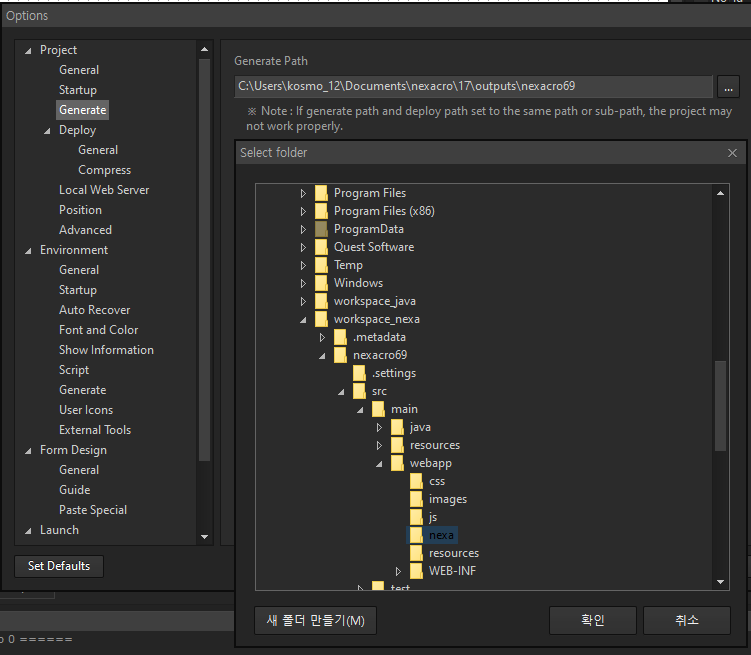 Options
Project
General
Startup
Generate
Deploy
General
Compress
Local Web Server
Position
Advanced
Environment
General
Startup
Auto Recover
Font and Color
Show Information
Script
Generate
User Icons
External Tools
Form Design
General
Guide
Paste Special
Launch
Set Defaults
Generate Path
C:\Users\kosmo_12\Documents\nexacro\17\outputs\nexacro69
...
※ Note : If generate path and deploy path set to the same path or sub-path, the project may
not work properly.
Select folder
Program Files
Program Files (x86)
ProgramData
Quest Software
Temp
Windows
workspace_java
workspace_nexa
.metadata
nexacro69
.settings
src
main
java
resources
webapp
css
images
js
nexa
resources
WEB-INF
test
새 폴더 만들기(M)
확인
취소
0 ======